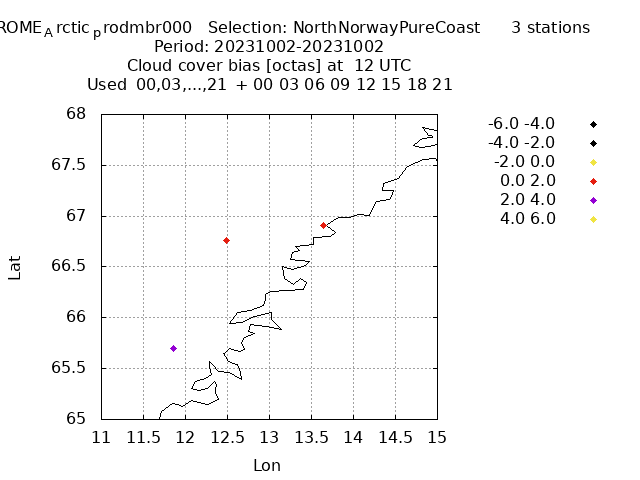 ROME_Arctic_prodmbr000 Selection: NorthNorwayPureCoast 3 stations
Period: 20231002-20231002
Cloud cover bias [octas] at 12 UTC
Used 00,03,...,21 + 00 03 06 09 12 15 18 21
68
67.5
67
66.5
66
65.5
65
Lat
11 11.5 12 12.5 13 13.5 14 14.5 15
Lon
-6.0 -4.0
-4.0 -2.0
-2.0 0.0
0.0 2.0
2.0 4.0
4.0 6.0